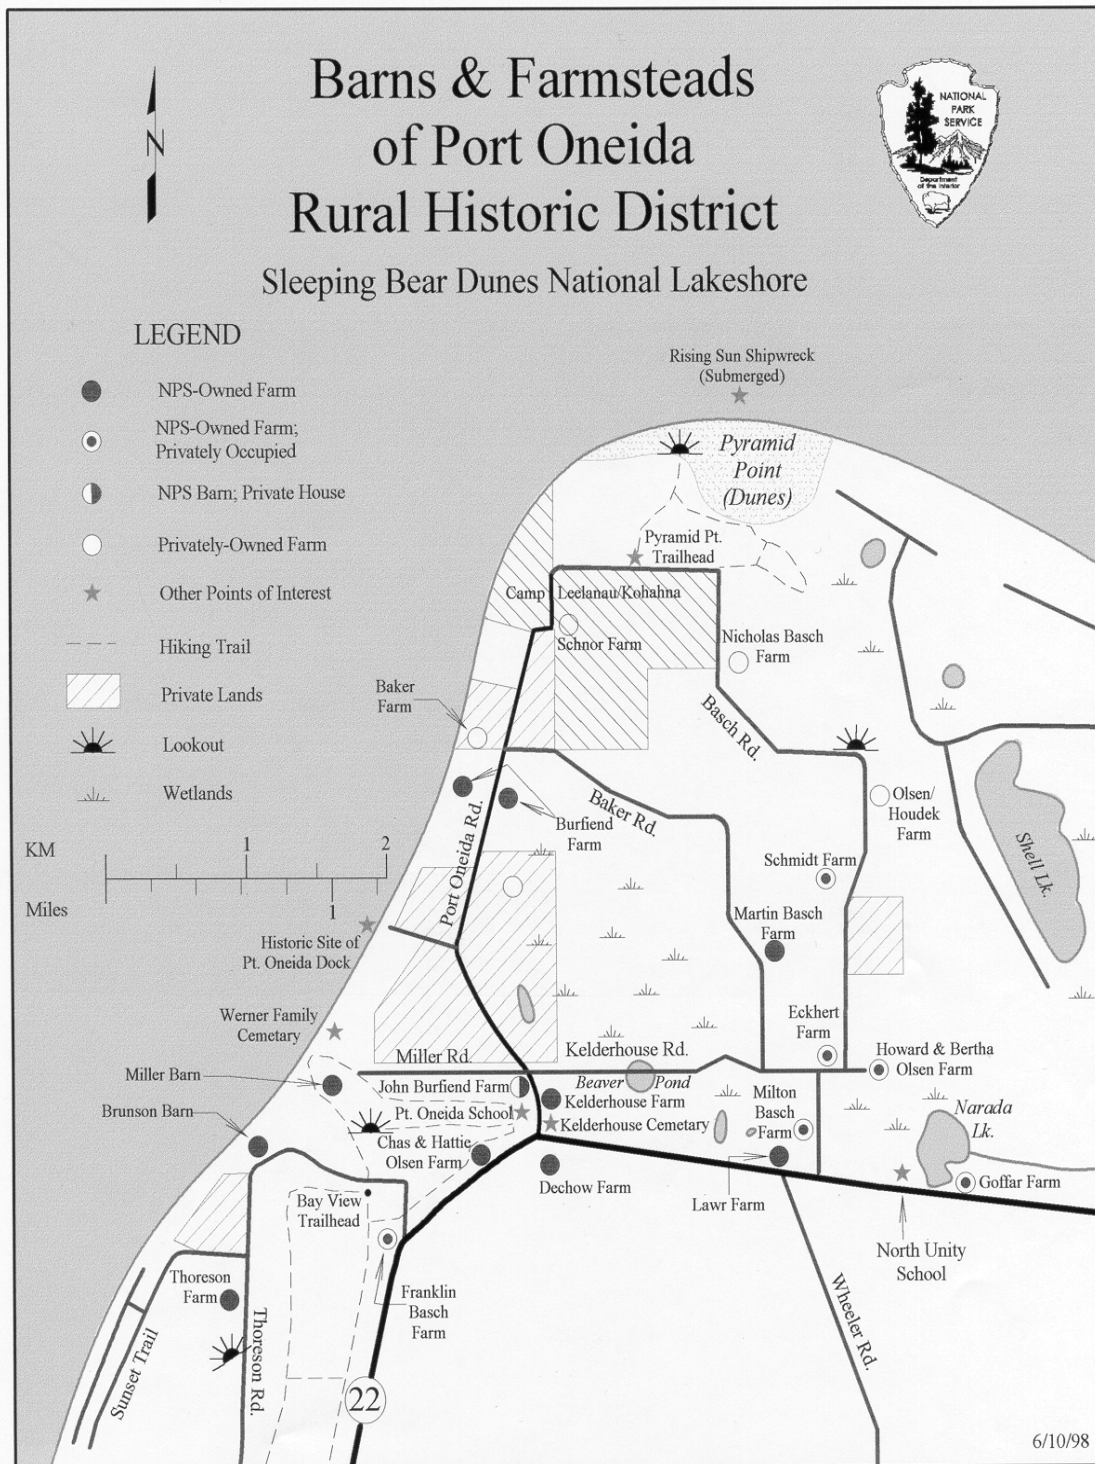 Barns & Farmsteads
of Port Oneida
Rural Historic District
Sleeping Bear Dunes National Lakeshore
N
NATIONAL
PARK
SERVICE
Department
of the Interior
LEGEND
NPS-Owned Farm
NPS-Owned Farm;
Privately Occupied
NPS Barn; Private House
Privately-Owned Farm
Other Points of Interest
Hiking Trail
Private Lands
Lookout
Wetlands
KM
1
2
Miles
1
Rising Sun Shipwreck
(Submerged)
Pyramid
Point
(Dunes)
Pyramid Pt.
Trailhead
Camp Leelanau/Kohahna
Schnor Farm
Nicholas Basch
Farm
Baker
Farm
Basch Rd.
Port Oneida Rd.
Burfiend
Farm
Baker Rd.
Olsen/
Houdek
Farm
Shell Lk.
Schmidt Farm
Martin Basch
Farm
Historic Site of
Pt. Oneida Dock
Werner Family
Cemetery
Eckhert
Farm
Miller Rd.
Kelderhouse Rd.
Howard & Bertha
Olsen Farm
Miller Barn
John Burfiend Farm
Beaver Pond
Kelderhouse Farm
Milton
Basch
Farm
Narada
Lk.
Brunson Barn
Pt. Oneida School
Kelderhouse Cemetary
Chas & Hattie
Olsen Farm
Dechow Farm
Lawr Farm
Goffar Farm
Bay View
Trailhead
North Unity
School
Thoreson
Farm
Franklin
Basch
Farm
Sunset Trail
Thoreson Rd.
Wheeler Rd.
22
6/10/98